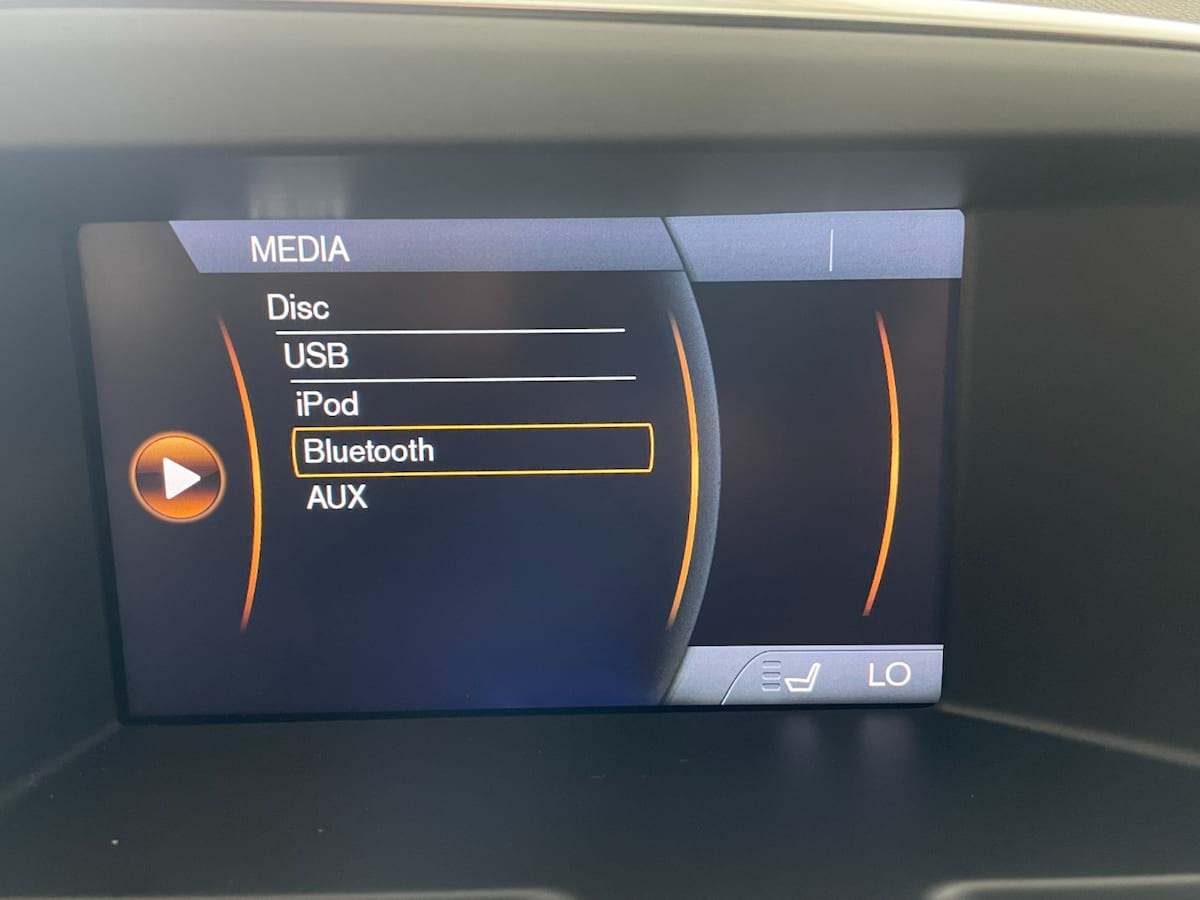 MEDIA
Disc
USB
iPod
Bluetooth
AUX
LO